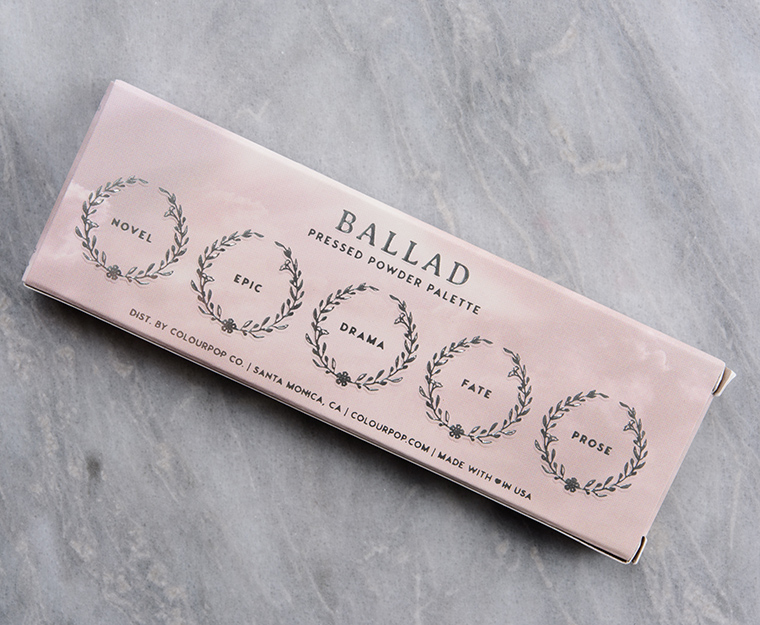 BALLAD
PRESSED POWDER PALETTE
NOVEL
EPIC
DRAMA
FATE
PROSE
DIST. BY COLOURPOP CO. | SANTA MONICA, CA | COLOURPOP.COM | MADE WITH ♥ IN USA